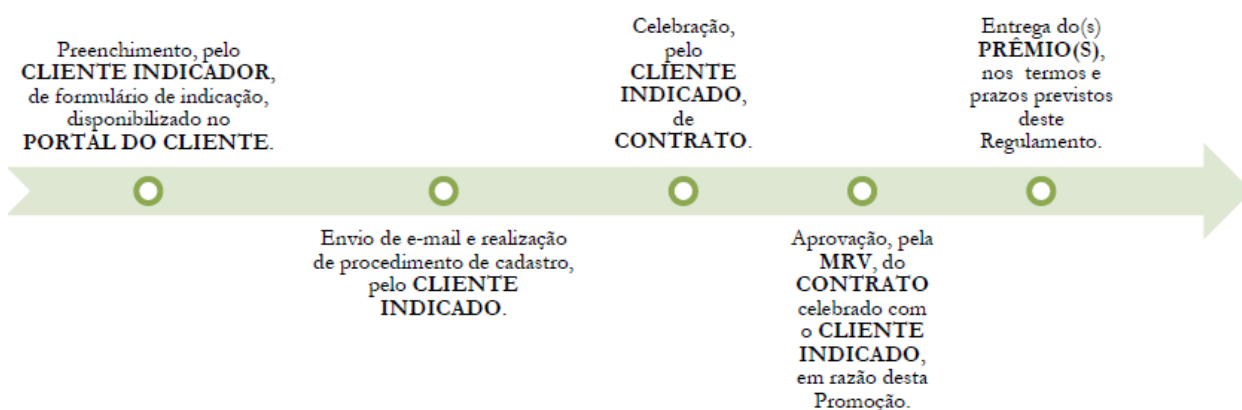 Preenchimento, pelo
CLIENTE INDICADOR,
de formulário de indicação,
disponibilizado no
PORTAL DO CLIENTE.
Envio de e-mail e realização
de procedimento de cadastro,
pelo CLIENTE
INDICADO.
Celebração,
pelo
CLIENTE
INDICADO,
de
CONTRATO.
Aprovação, pela
MRV, do
CONTRATO
celebrado com
o CLIENTE
INDICADO,
em razão desta
Promoção.
Entrega do(s)
PRÊMIO(S),
nos termos e
prazos previstos
deste
Regulamento.